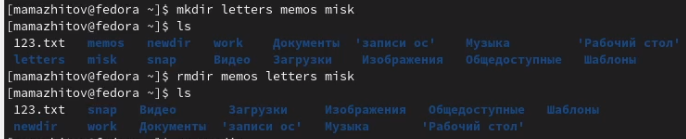 [mamazhitov@fedora ~]$ mkdir letters memos misk
[mamazhitov@fedora ~]$ ls
123.txt memos newdir work Документы 'записи ос' Музыка 'Рабочий стол'
letters misk snap Видео Загрузки Изображения Общедоступные Шаблоны
[mamazhitov@fedora ~]$ rmdir memos letters misk
[mamazhitov@fedora ~]$ ls
123.txt snap Видео Загрузки Изображения Общедоступные Шаблоны
newdir work Документы 'записи ос' Музыка 'Рабочий стол'